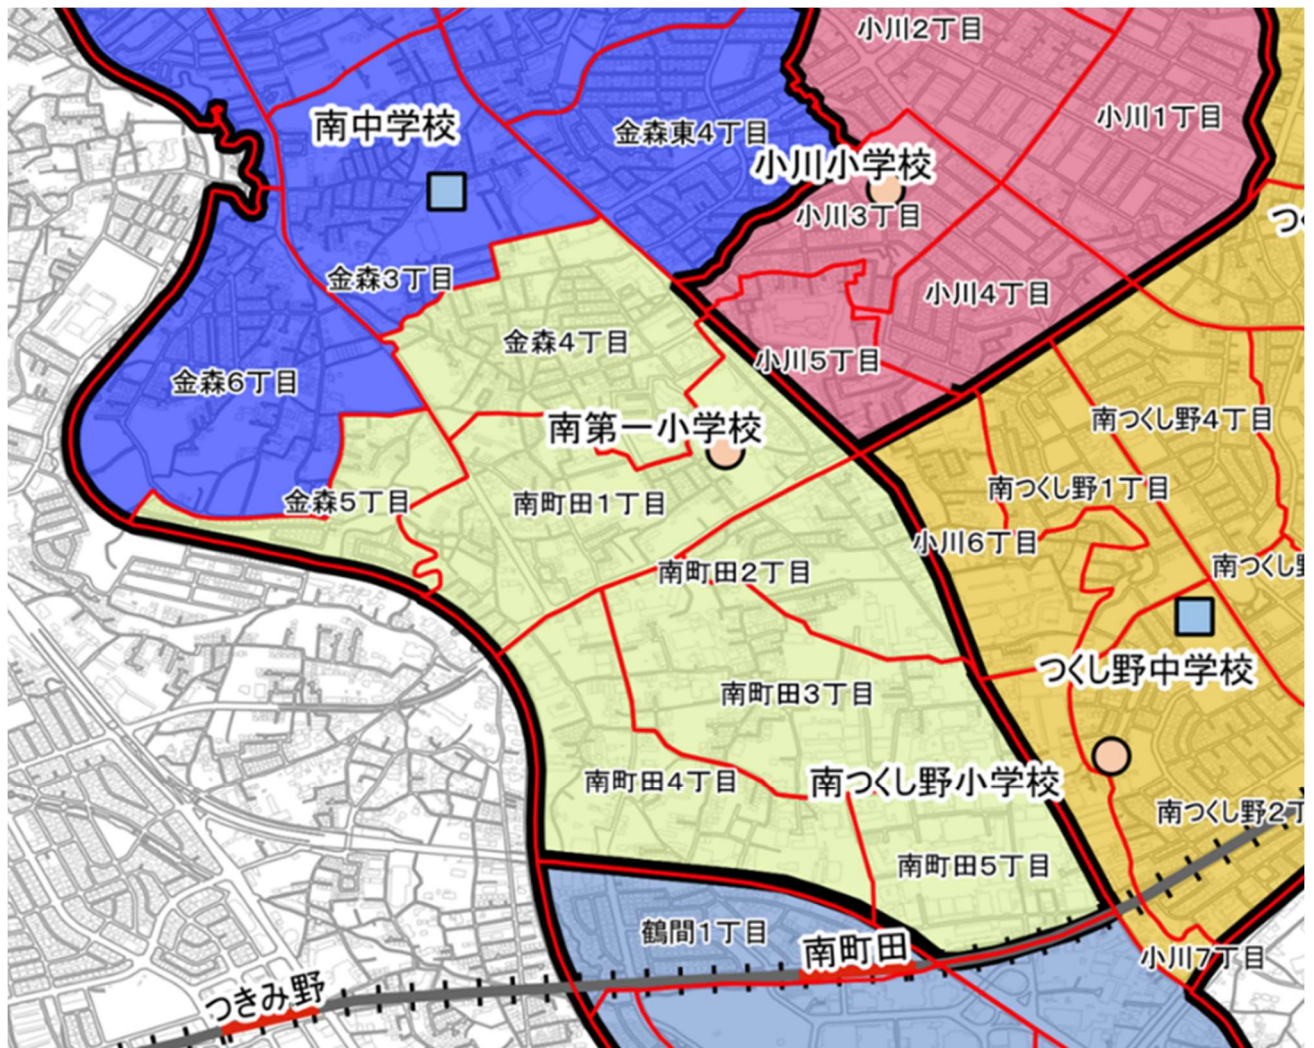 小川2丁目
小川1丁目
南中学校
金森東4丁目
小川小学校
小川3丁目
つ
金森3丁目
小川4丁目
金森4丁目
小川5丁目
金森6丁目
南つくし野4丁目
南第一小学校
南つくし野1丁目
金森5丁目
南町田1丁目
小川6丁目
南町田2丁目
南つくし野
つくし野中学校
南町田3丁目
南町田4丁目
南つくし野小学校
南つくし野2丁
南町田5丁目
鶴間1丁目
南町田
小川7丁目
つきみ野